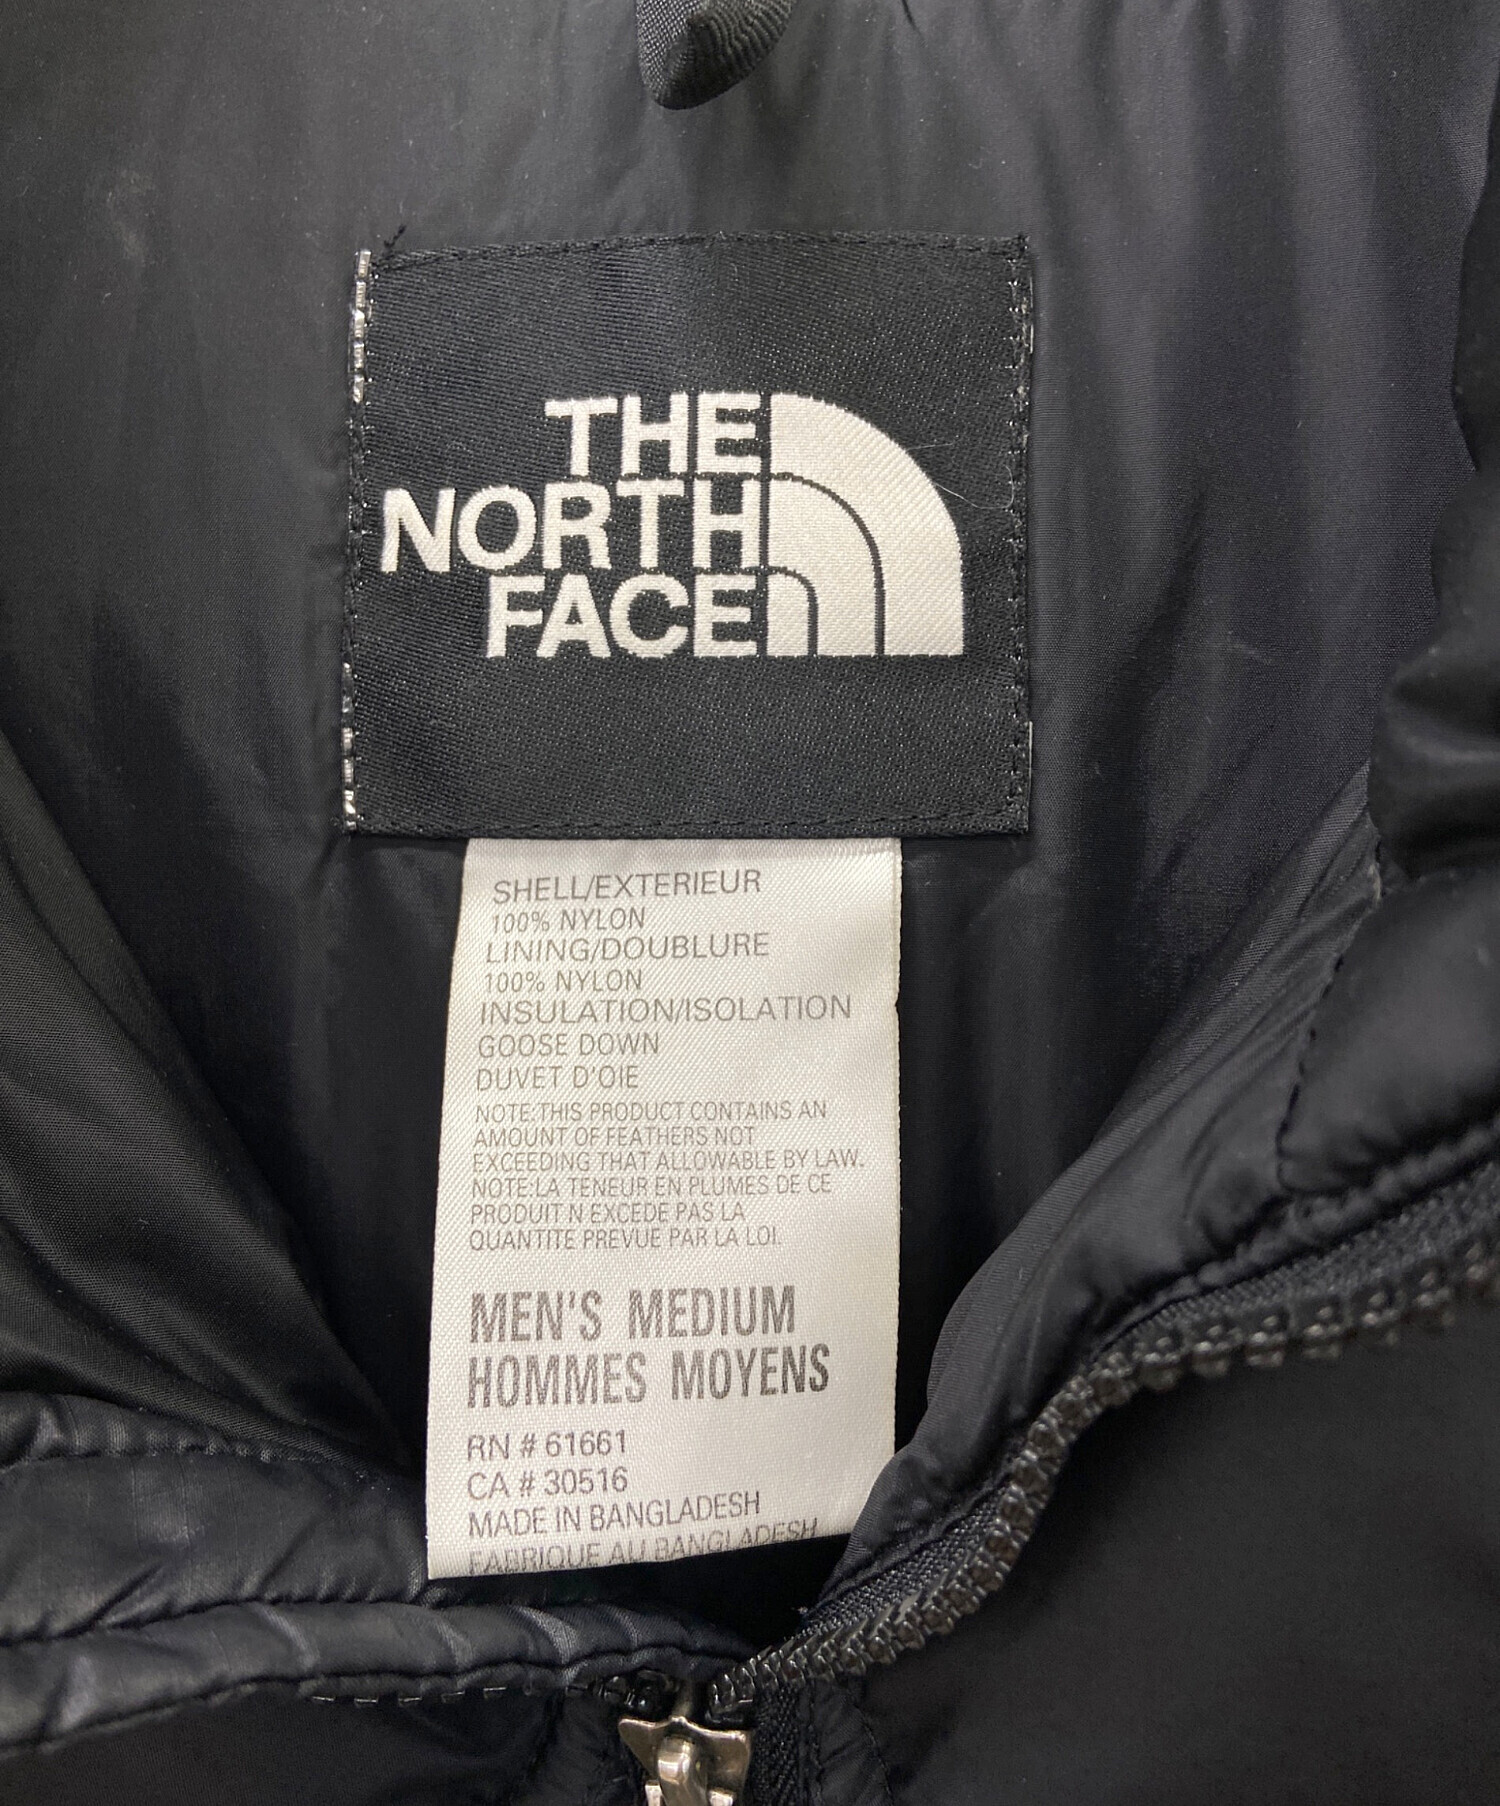 THE
NORTH
FACE
SHELL/EXTERIEUR
100% NYLON
LINING/DOUBLURE
100% NYLON
INSULATION/ISOLATION
GOOSE DOWN
DUVET D'OIE
NOTE:THIS PRODUCT CONTAINS AN
AMOUNT OF FEATHERS NOT
EXCEEDING THAT ALLOWABLE BY LAW.
NOTE:LA TENEUR EN PLUMES DE CE
PRODUIT N EXCEDE PAS LA
QUANTITE PREVUE PAR LA LOI.
MEN'S MEDIUM
HOMMES MOYENS
RN # 61661
CA # 30516
MADE IN BANGLADESH
FABRIQUE AU BANGLADESH